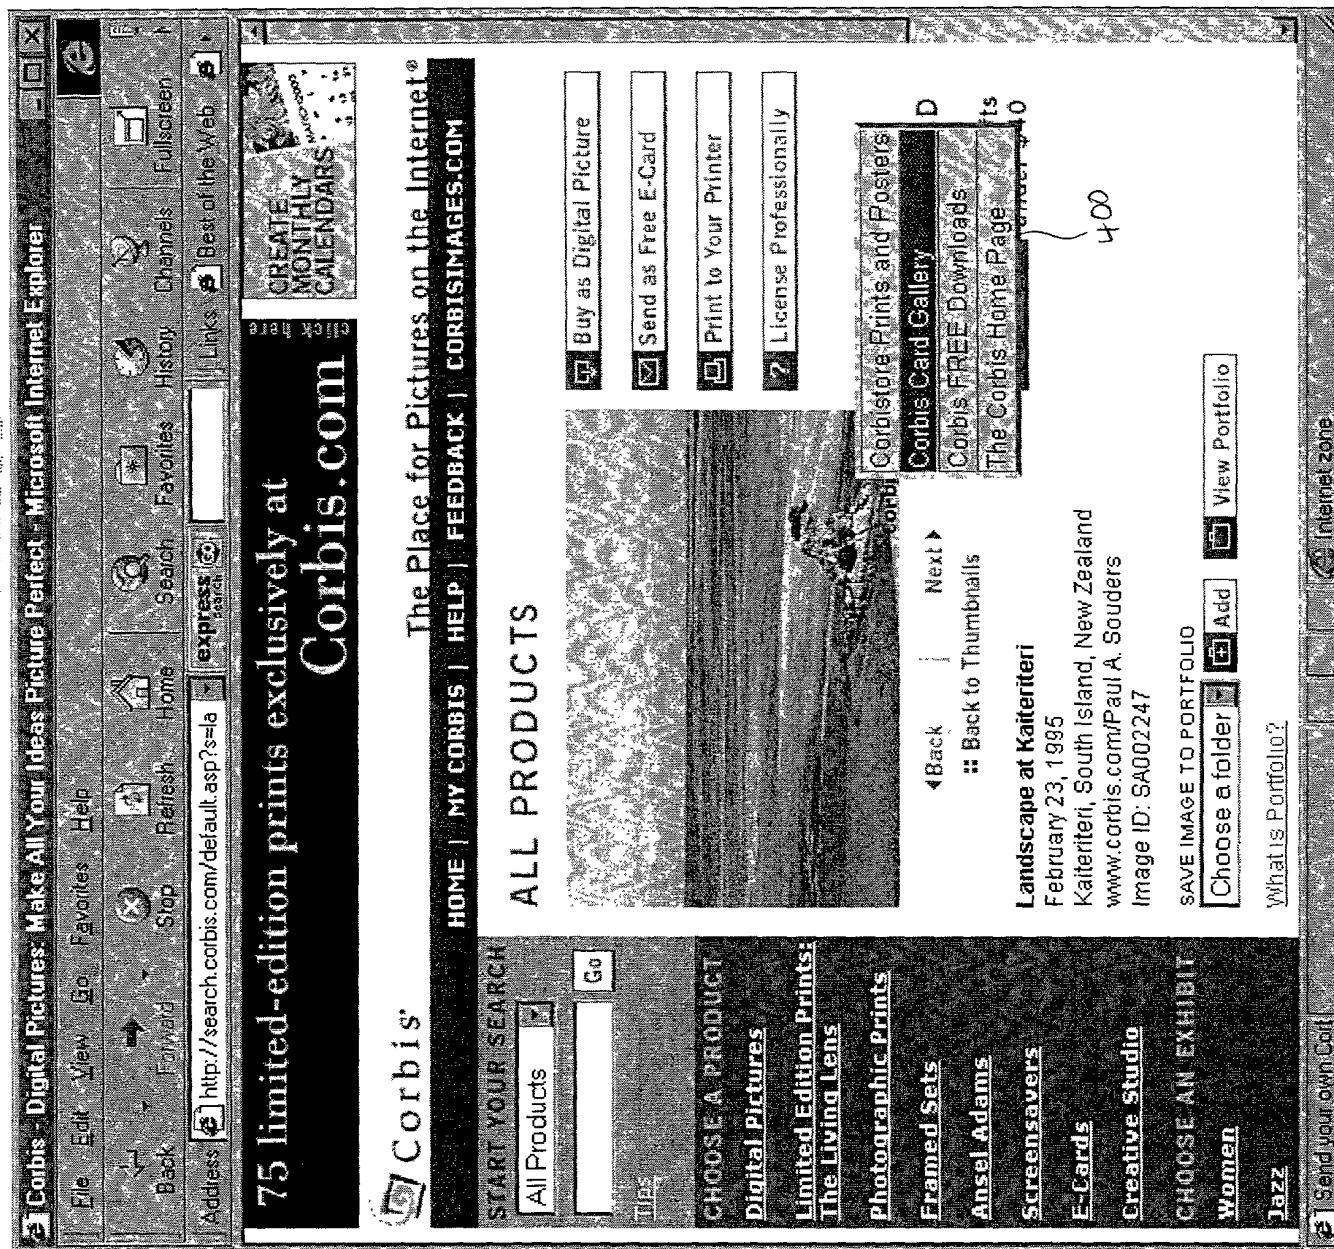 Corbis - Digital Pictures: Make All Your Ideas Picture Perfect - Microsoft Internet Explorer
File Edit View Go Favorites Help
Back Forward Stop Refresh Home Search Favorites History Channels Fullscreen
Address http://search.corbis.com/default.asp?s=la express search Links Best of the Web
75 limited-edition prints exclusively at
Corbis.com
click here
CREATE
MONTHLY
CALENDARS
Corbis
The Place for Pictures on the Internet®
HOME | MY CORBIS | HELP | FEEDBACK | CORBISIMAGES.COM
START YOUR SEARCH
All Products
Go
Tips
CHOOSE A PRODUCT
Digital Pictures
Limited Edition Prints:
The Living Lens
Photographic Prints
Framed Sets
Ansel Adams
Screensavers
E-Cards
Creative Studio
CHOOSE AN EXHIBIT
Women
Jazz
ALL PRODUCTS
Buy as Digital Picture
Send as Free E-Card
Print to Your Printer
? License Professionally
Corbistore Prints and Posters
Corbis Card Gallery
Corbis FREE Downloads
The Corbis Home Page
D
fts
400
Back | Next
Back to Thumbnails
Landscape at Kaiteriteri
February 23, 1995
Kaiteriteri, South Island, New Zealand
www.corbis.com/Paul A. Souders
Image ID: SA002247
SAVE IMAGE TO PORTFOLIO
Choose a folder Add View Portfolio
What is Portfolio?
Send your own Cor
Internet zone